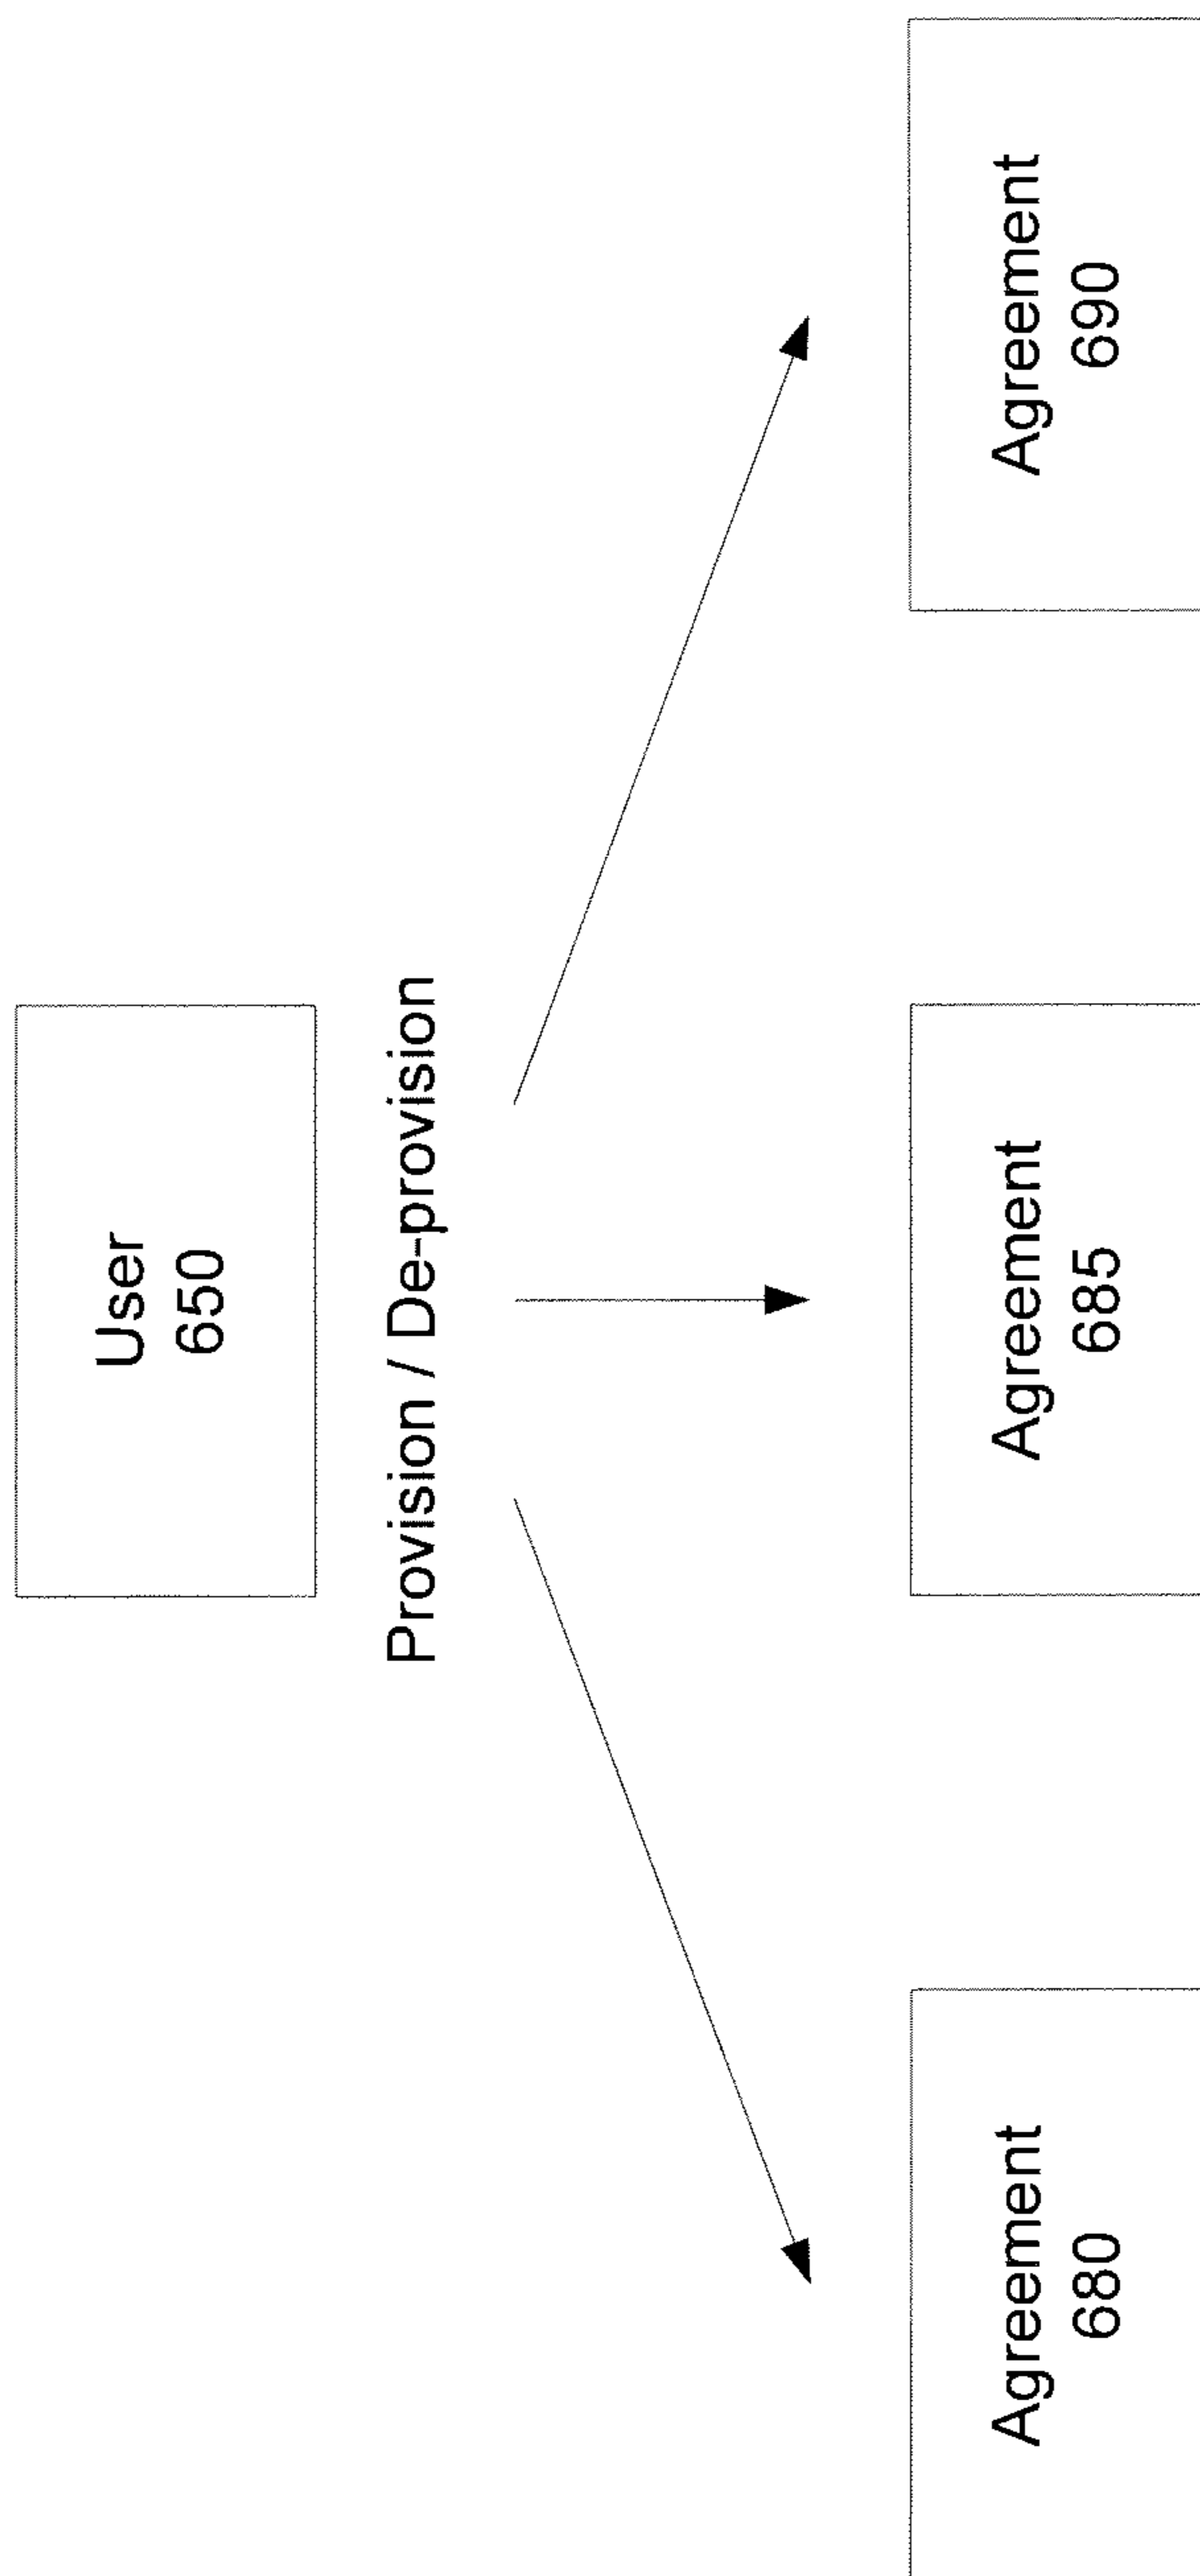 User
650
Provision / De-provision
Agreement
680
Agreement
685
Agreement
690